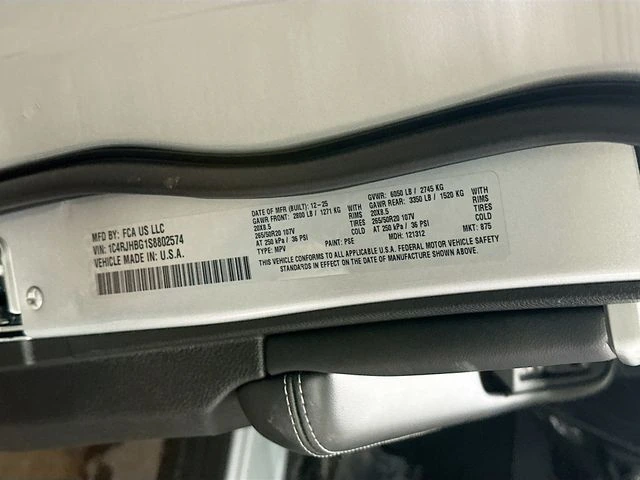 MFD BY: FCA US LLC
VIN: 1C4RJHBG1S8802574
VEHICLE MADE IN U.S.A.
DATE OF MFR (BUILT): 12-25
GAWR FRONT: 2800 LB / 1271 KG WITH
20X8.5 RIMS
265/50R20 107V TIRES
AT 250 kPa / 36 PSI COLD
TYPE: MPV PAINT: PSE
GVWR: 6050 LB / 2745 KG
GAWR REAR: 3350 LB / 1520 KG WITH
20X8.5 RIMS
265/50R20 107V TIRES
AT 250 kPa / 36 PSI COLD
MDH: 121312 MKT: 875
THIS VEHICLE CONFORMS TO ALL APPLICABLE U.S.A. FEDERAL MOTOR VEHICLE SAFETY
STANDARDS IN EFFECT ON THE DATE OF MANUFACTURE SHOWN ABOVE.